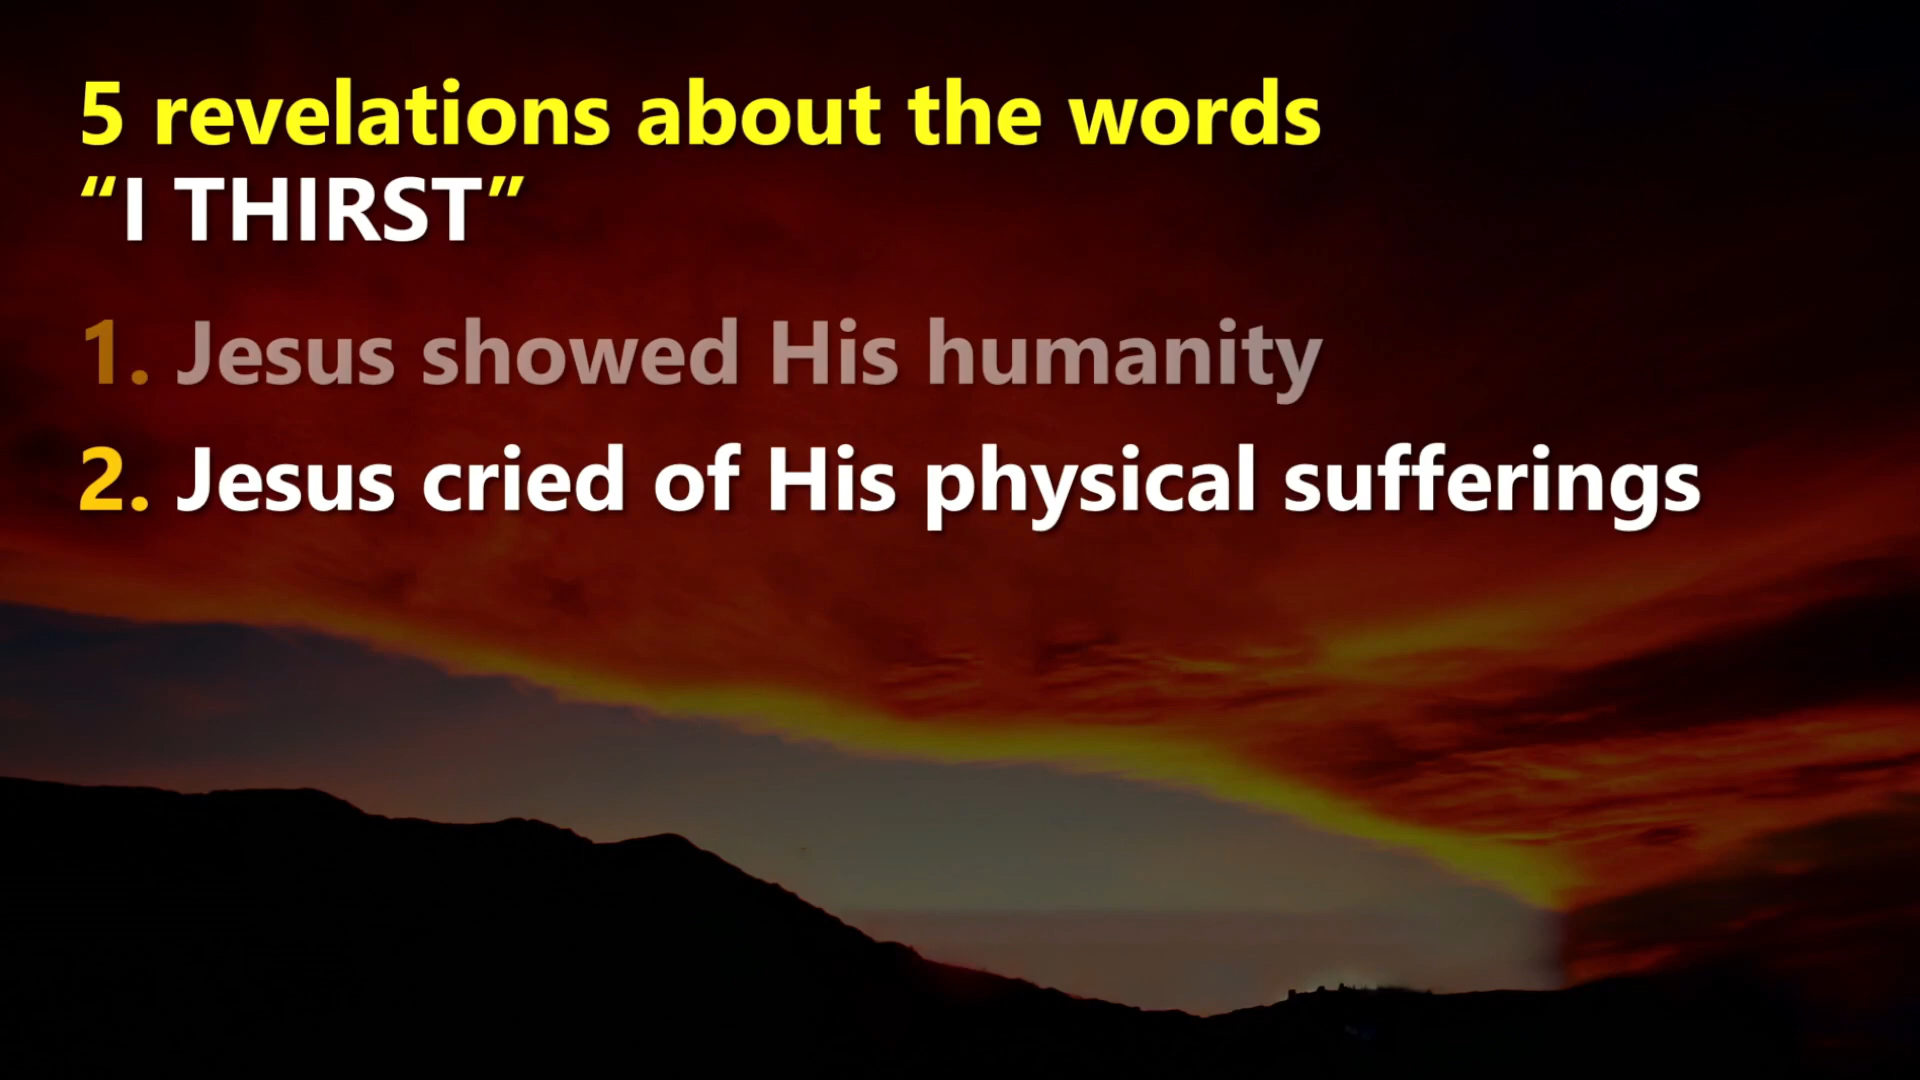 5 revelations about the words
“I THIRST”
1. Jesus showed His humanity
2. Jesus cried of His physical sufferings